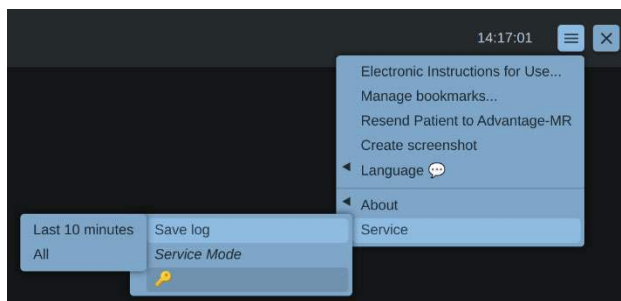 14:17:01
Electronic Instructions for Use...
Manage bookmarks...
Resend Patient to Advantage-MR
Create screenshot
Language
About
Service
Save log
Service Mode
Last 10 minutes
All